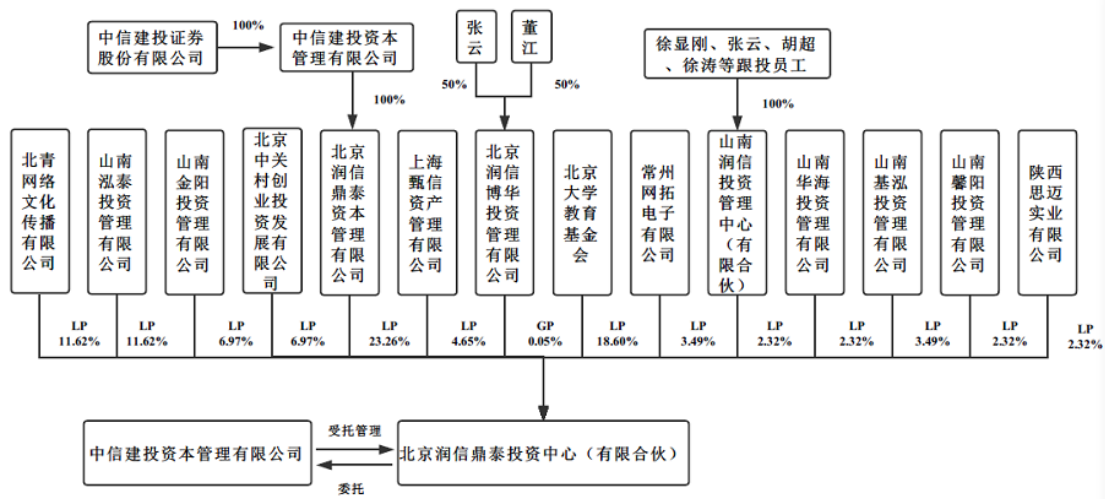 中信建投证券
股份有限公司
100%
中信建投资本
管理有限公司
张
云
董
江
徐显刚、张云、胡超
、徐涛等跟投员工
50%
50%
100%
100%
北青
网络
文化
传播
有限
公司
山南
泓泰
投资
管理
有限
公司
山南
金阳
投资
管理
有限
公司
北京
中关
村创
业投
资发
展有
限公
司
北京
润信
鼎泰
资本
管理
有限
公司
上海
甄信
资产
管理
有限
公司
北京
润信
博华
投资
管理
有限
公司
北京
大学
教育
基金
会
常州
网拓
电子
有限
公司
山南
润信
投资
管理
中心
（有
限合
伙）
山南
华海
投资
管理
有限
公司
山南
基泓
投资
管理
有限
公司
山南
馨阳
投资
管理
有限
公司
陕西
思迈
实业
有限
公司
LP
11.62%
LP
11.62%
LP
6.97%
LP
6.97%
LP
23.26%
LP
4.65%
GP
0.05%
LP
18.60%
LP
3.49%
LP
2.32%
LP
2.32%
LP
3.49%
LP
2.32%
LP
2.32%
中信建投资本管理有限公司
受托管理
委托
北京润信鼎泰投资中心（有限合伙）